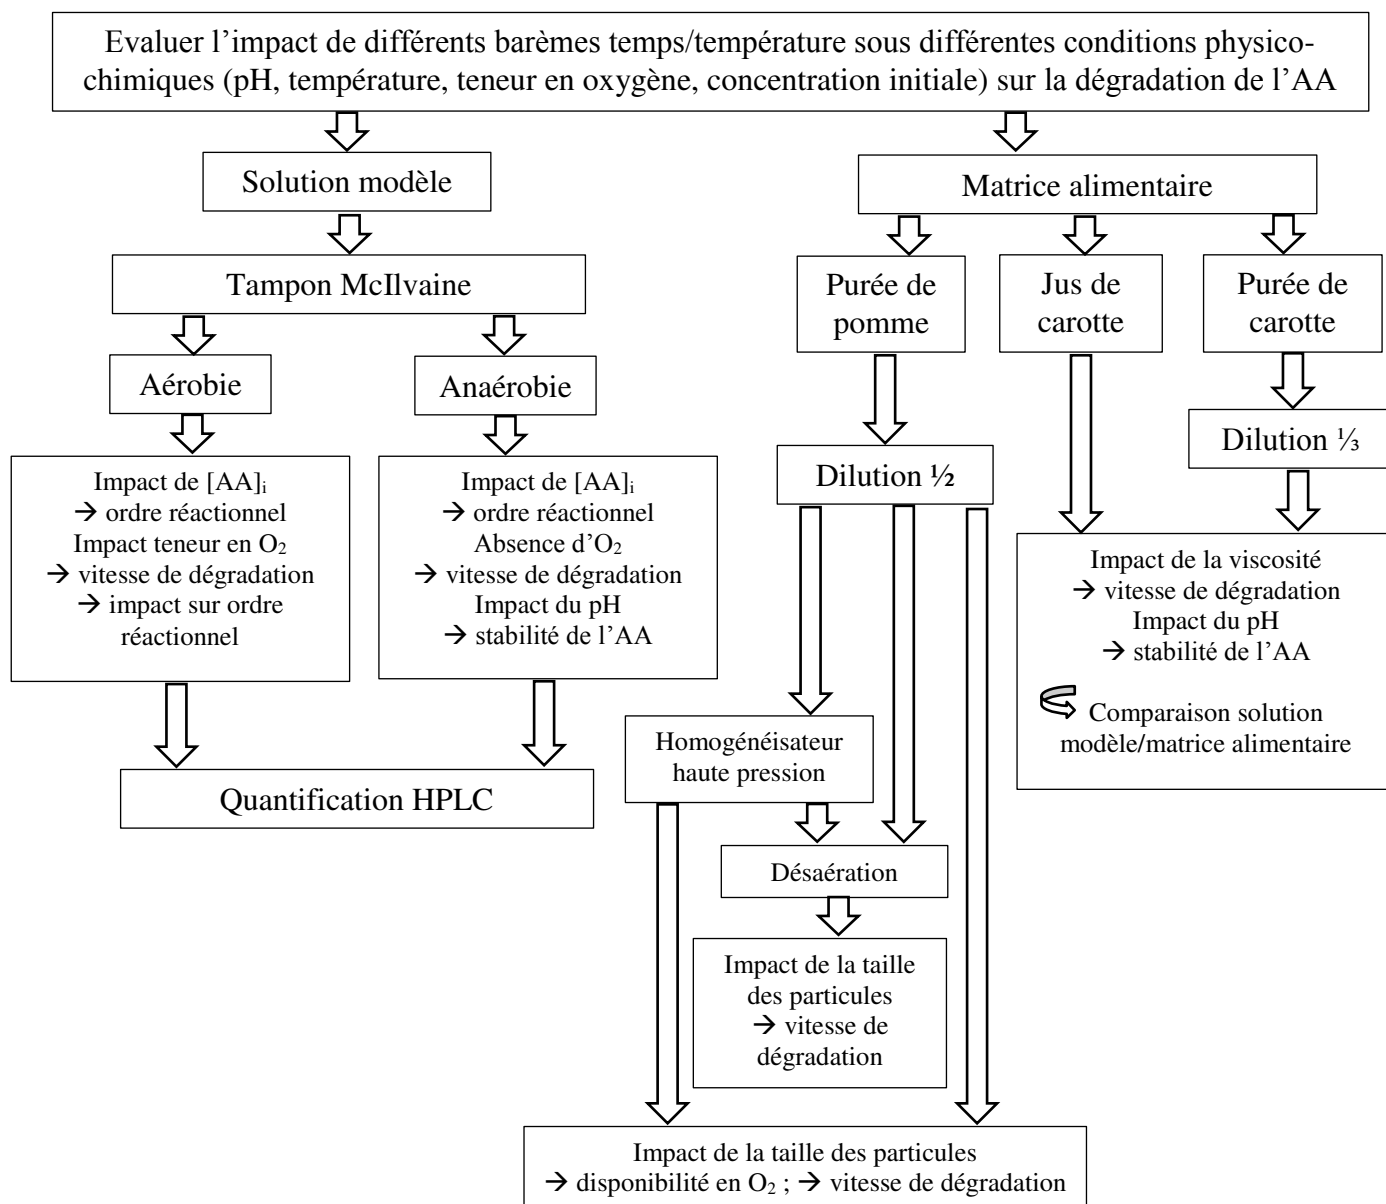 Evaluer l’impact de différents barèmes temps/température sous différentes conditions physico-
chimiques (pH, température, teneur en oxygène, concentration initiale) sur la dégradation de l’AA
Solution modèle
Matrice alimentaire
Tampon McIlvaine
Purée de
pomme
Jus de
carotte
Purée de
carotte
Aérobie
Anaérobie
Dilution ⅓
Dilution ½
Impact de [AA]ᵢ
→ ordre réactionnel
Impact teneur en O₂
→ vitesse de dégradation
→ impact sur ordre
réactionnel
Impact de [AA]ᵢ
→ ordre réactionnel
Absence d’O₂
→ vitesse de dégradation
Impact du pH
→ stabilité de l’AA
Impact de la viscosité
→ vitesse de dégradation
Impact du pH
→ stabilité de l’AA
Comparaison solution
modèle/matrice alimentaire
Homogénéisateur
haute pression
Quantification HPLC
Désaération
Impact de la taille
des particules
→ vitesse de
dégradation
Impact de la taille des particules
→ disponibilité en O₂ ; → vitesse de dégradation